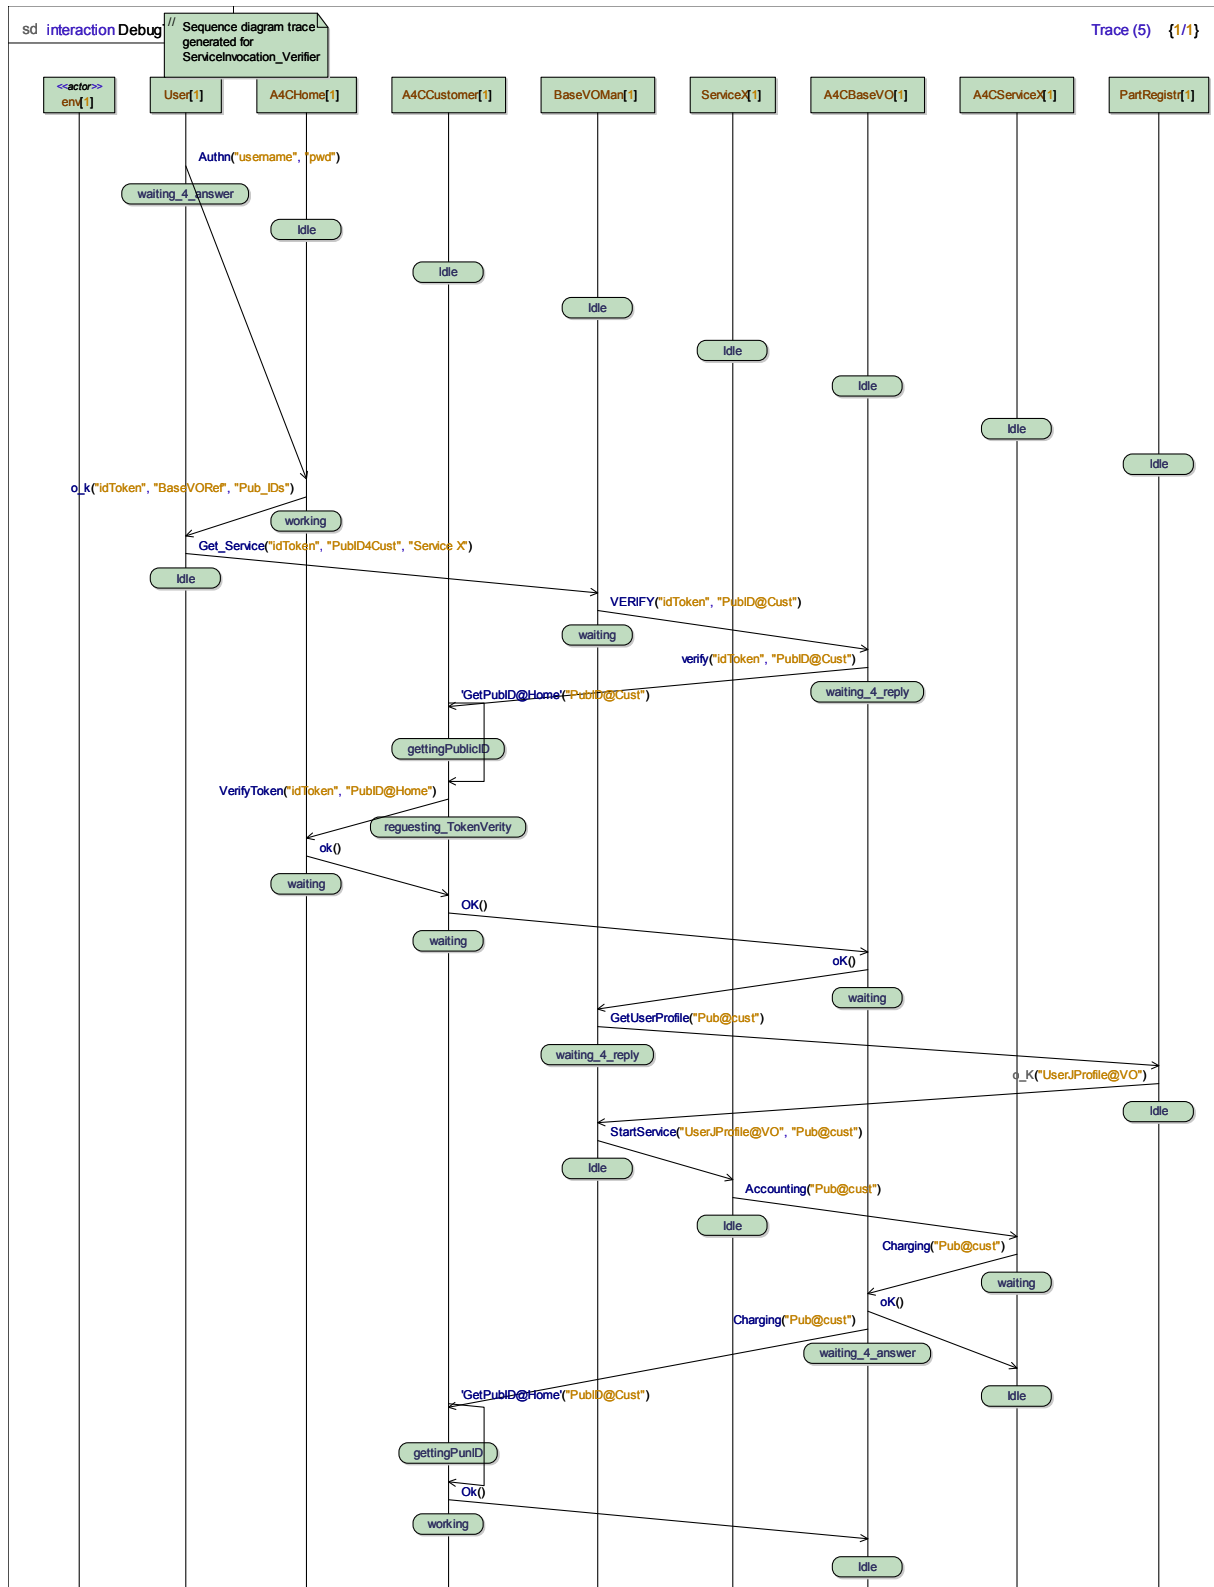 sd interaction Debug
// Sequence diagram trace
generated for
ServiceInvocation_Verifier
Trace (5) {1/1}
<<actor>>
env[1]
User[1]
A4CHome[1]
A4CCustomer[1]
BaseVOMan[1]
ServiceX[1]
A4CBaseVO[1]
A4CServiceX[1]
PartRegistr[1]
Authn("username", "pwd")
waiting_4_answer
Idle
Idle
Idle
Idle
Idle
Idle
Idle
o_k("idToken", "BaseVORef", "Pub_IDs")
working
Get_Service("idToken", "PubID4Cust", "Service X")
Idle
VERIFY("idToken", "PubID@Cust")
waiting
verify("idToken", "PubID@Cust")
waiting_4_reply
'GetPubID@Home'("PubID@Cust")
gettingPublicID
VerifyToken("idToken", "PubID@Home")
reguesting_TokenVerity
ok()
waiting
OK()
waiting
oK()
waiting
GetUserProfile("Pub@cust")
waiting_4_reply
o_K("UserJProfile@VO")
Idle
StartService("UserJProfile@VO", "Pub@cust")
Idle
Accounting("Pub@cust")
Idle
Charging("Pub@cust")
waiting
oK()
Charging("Pub@cust")
waiting_4_answer
Idle
'GetPubID@Home'("PubID@Cust")
gettingPunID
Ok()
working
Idle